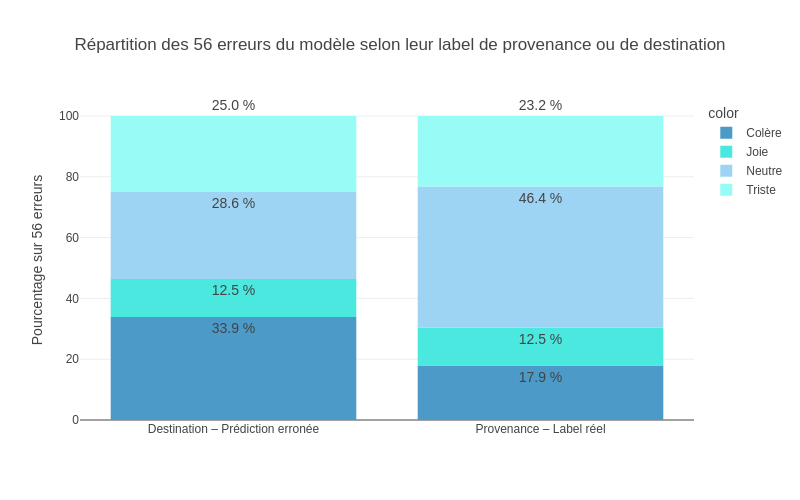 Répartition des 56 erreurs du modèle selon leur label de provenance ou de destination
25.0 %
23.2 %
color
Colère
Joie
Neutre
Triste
100
80
60
40
20
0
Pourcentage sur 56 erreurs
28.6 %
46.4 %
12.5 %
12.5 %
33.9 %
17.9 %
Destination – Prédiction erronée
Provenance – Label réel